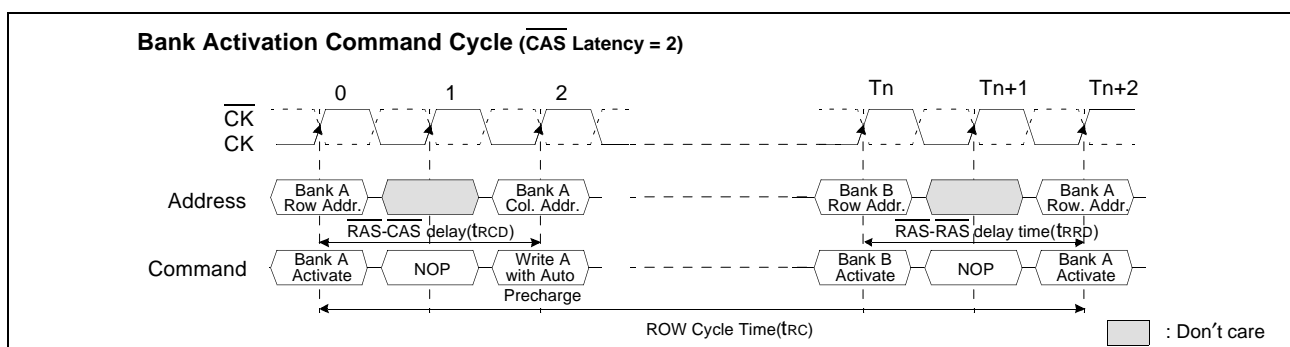 Bank Activation Command Cycle (CAS Latency = 2)
0 1 2 Tn Tn+1 Tn+2
CK
CK
Address
Bank A
Row Addr.
Bank A
Col. Addr.
Bank B
Row Addr.
Bank A
Row. Addr.
RAS-CAS delay(tRCD)
RAS-RAS delay time(tRRD)
Command
Bank A
Activate
NOP
Write A
with Auto
Precharge
Bank B
Activate
NOP
Bank A
Activate
ROW Cycle Time(tRC)
: Don′t care